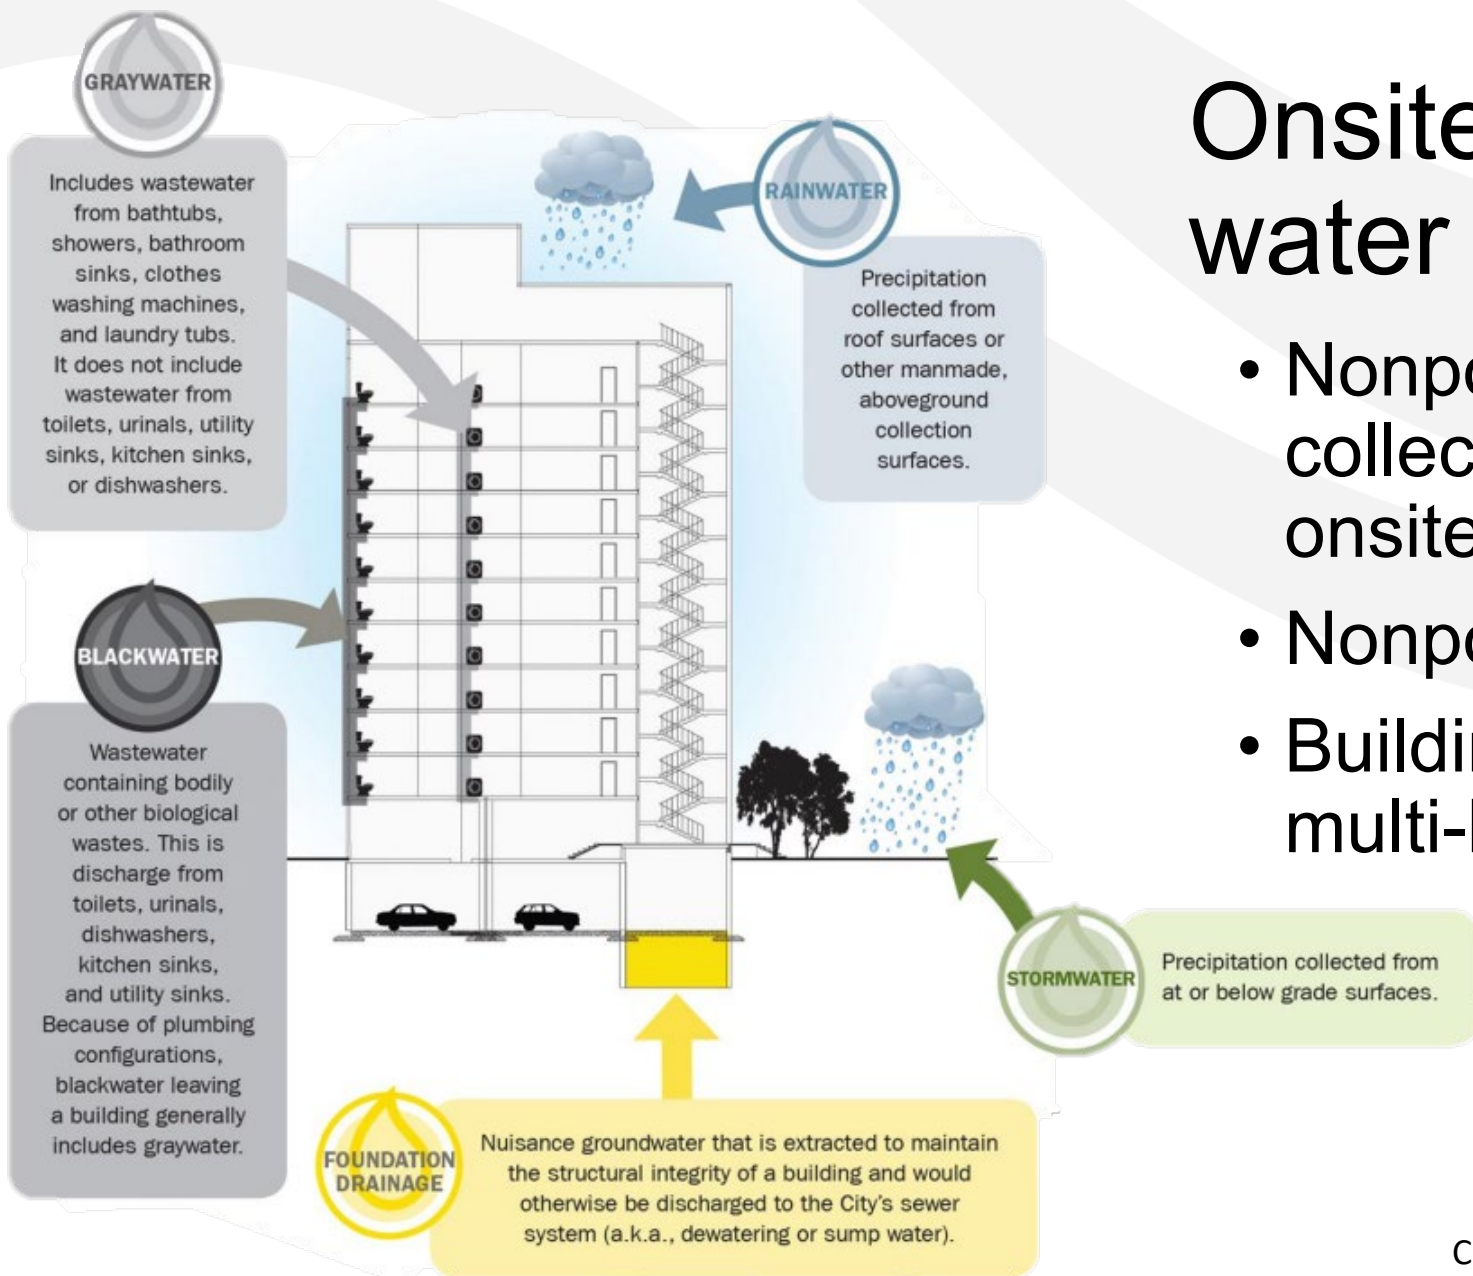 GRAYWATER
Includes wastewater
from bathtubs,
showers, bathroom
sinks, clothes
washing machines,
and laundry tubs.
It does not include
wastewater from
toilets, urinals, utility
sinks, kitchen sinks,
or dishwashers.
RAINWATER
Precipitation
collected from
roof surfaces or
other manmade,
aboveground
collection
surfaces.
BLACKWATER
Wastewater
containing bodily
or other biological
wastes. This is
discharge from
toilets, urinals,
dishwashers,
kitchen sinks,
and utility sinks.
Because of plumbing
configurations,
blackwater leaving
a building generally
includes graywater.
STORMWATER
Precipitation collected from
at or below grade surfaces.
FOUNDATION
DRAINAGE
Nuisance groundwater that is extracted to maintain
the structural integrity of a building and would
otherwise be discharged to the City's sewer
system (a.k.a., dewatering or sump water).
Onsite
water
• Nonpo
collec
onsite
• Nonpo
• Buildin
multi-